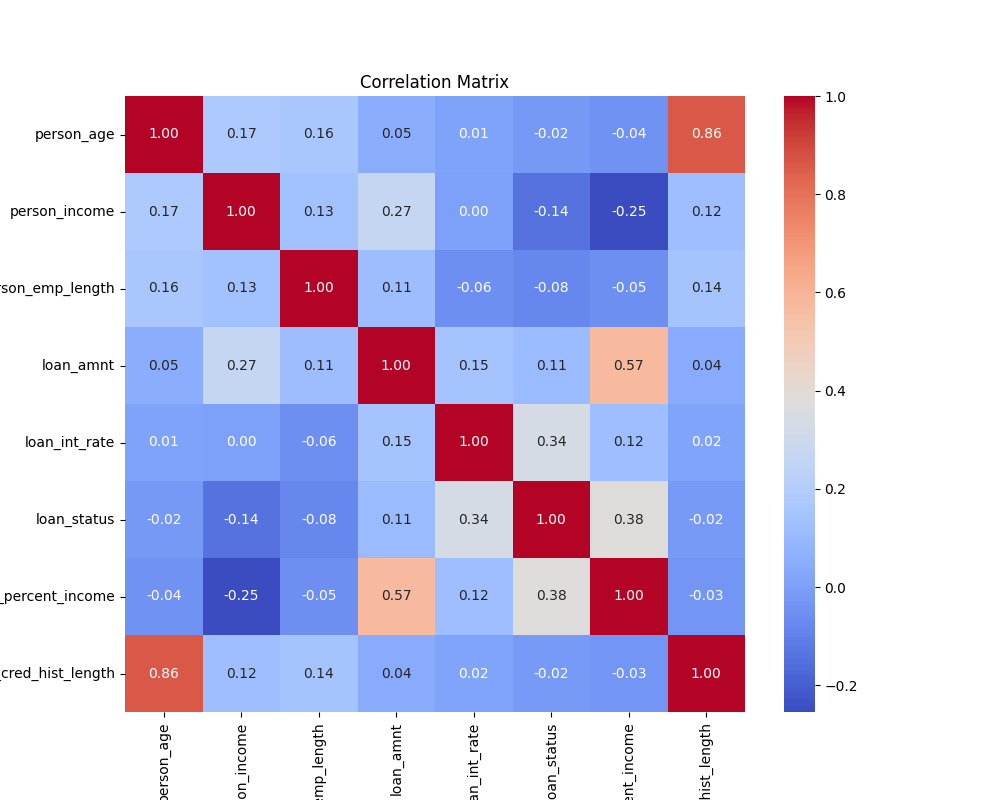 Correlation Matrix
person_age 1.00 0.17 0.16 0.05 0.01 -0.02 -0.04 0.86
person_income 0.17 1.00 0.13 0.27 0.00 -0.14 -0.25 0.12
rson_emp_length 0.16 0.13 1.00 0.11 -0.06 -0.08 -0.05 0.14
loan_amnt 0.05 0.27 0.11 1.00 0.15 0.11 0.57 0.04
loan_int_rate 0.01 0.00 -0.06 0.15 1.00 0.34 0.12 0.02
loan_status -0.02 -0.14 -0.08 0.11 0.34 1.00 0.38 -0.02
_percent_income -0.04 -0.25 -0.05 0.57 0.12 0.38 1.00 -0.03
_cred_hist_length 0.86 0.12 0.14 0.04 0.02 -0.02 -0.03 1.00
person_age
on_income
emp_length
loan_amnt
an_int_rate
oan_status
ent_income
hist_length
1.0
0.8
0.6
0.4
0.2
0.0
−0.2